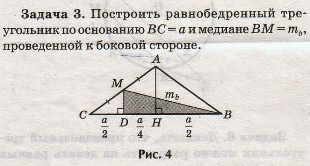 Задача 3. Построить равнобедренный тре-
угольник по основанию BC = a и медиане BM = m_b,
проведенной к боковой стороне.
A
M
m_b
C
a/2
D
a/4
H
a/2
B
Рис. 4